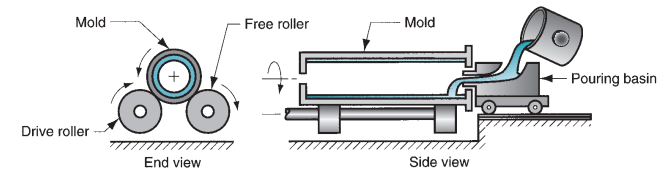 Mold
Free roller
Mold
Pouring basin
Drive roller
End view
Side view